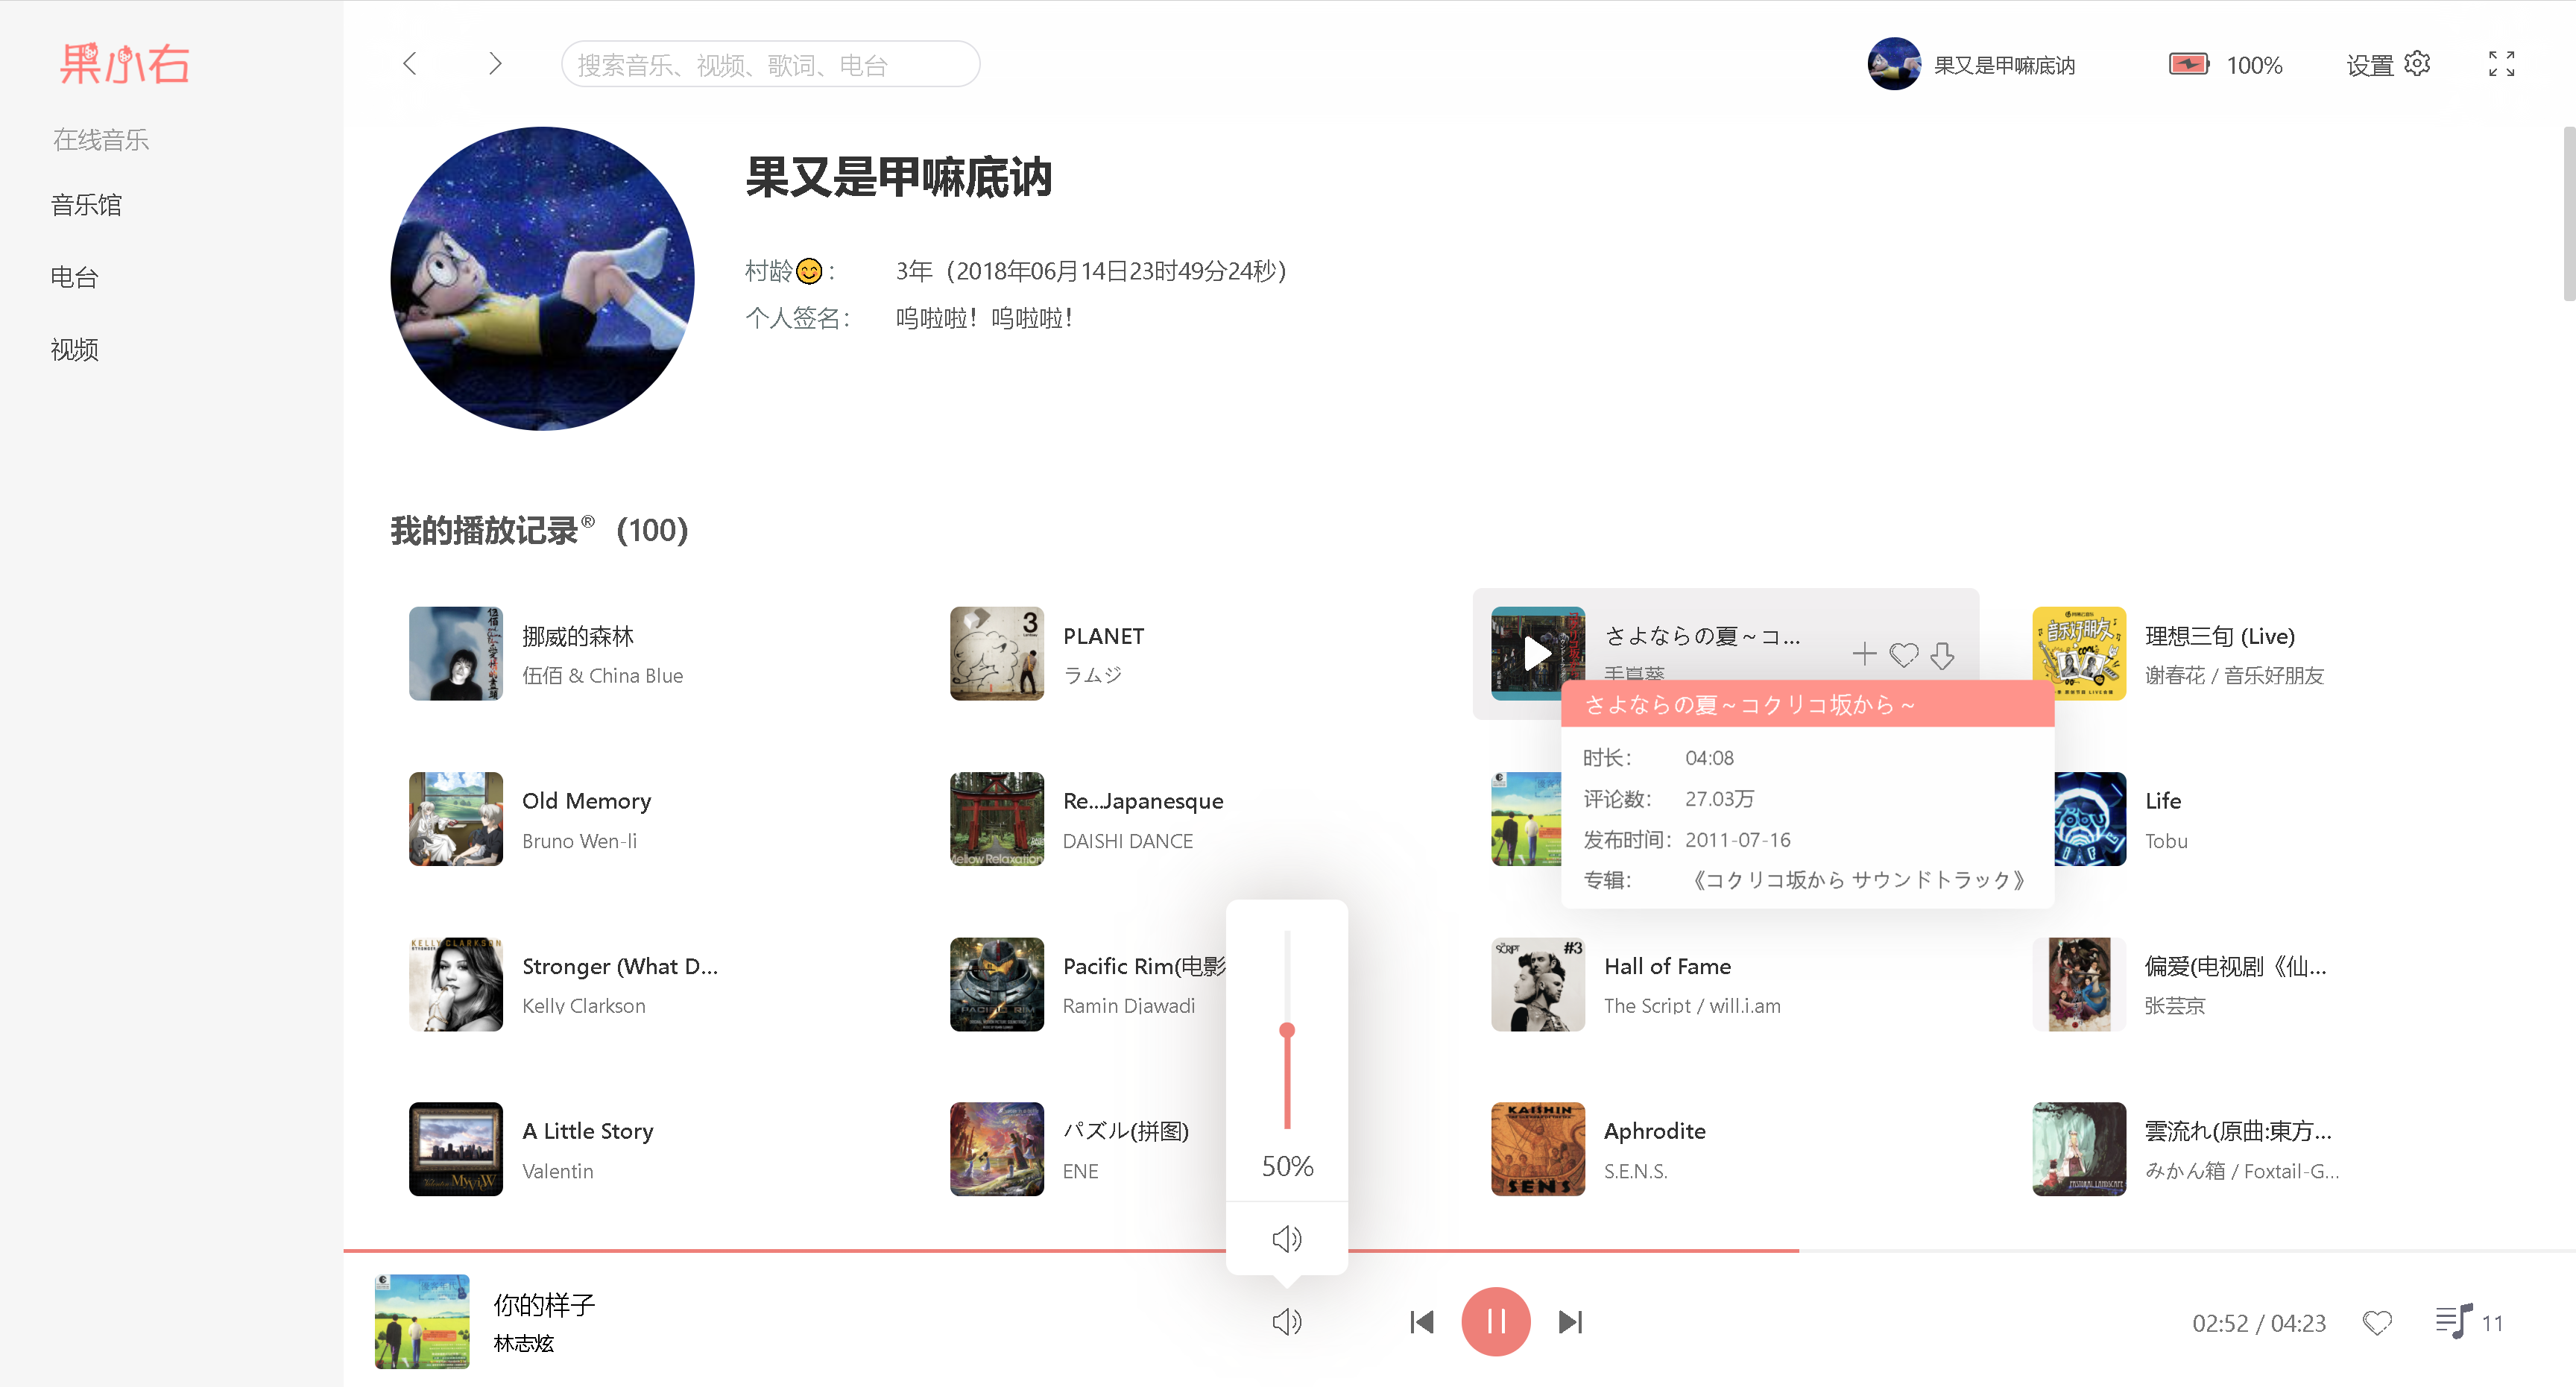 果小右
在线音乐
音乐馆
电台
视频
搜索音乐、视频、歌词、电台
果又是甲嘛底讷
100%
设置
果又是甲嘛底讷
村龄😊：
3年（2018年06月14日23时49分24秒）
个人签名：
呜啦啦！呜啦啦！
我的播放记录®（100）
挪威的森林
伍佰 & China Blue
PLANET
ラムジ
さよならの夏～コ...
手嶌葵
理想三旬 (Live)
谢春花 / 音乐好朋友
さよならの夏～コクリコ坂から～
时长：
04:08
评论数：
27.03万
发布时间：
2011-07-16
专辑：
《コクリコ坂から サウンドトラック》
Old Memory
Bruno Wen-li
Re...Japanesque
DAISHI DANCE
Life
Tobu
Stronger (What D...
Kelly Clarkson
Pacific Rim(电影
Ramin Djawadi
Hall of Fame
The Script / will.i.am
偏爱(电视剧《仙...
张芸京
A Little Story
Valentin
パズル(拼图)
ENE
50%
Aphrodite
S.E.N.S.
雲流れ(原曲:東方...
みかん箱 / Foxtail-G...
你的样子
林志炫
02:52 / 04:23
11